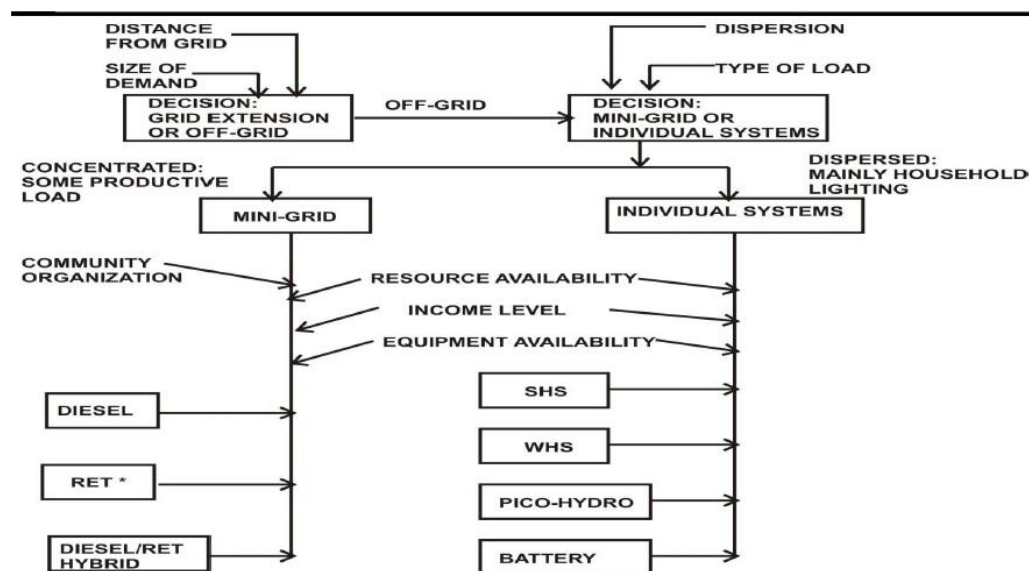 DISTANCE
FROM GRID
DISPERSION
SIZE OF
DEMAND
TYPE OF LOAD
DECISION:
GRID EXTENSION
OR OFF-GRID
OFF-GRID
DECISION:
MINI-GRID OR
INDIVIDUAL SYSTEMS
CONCENTRATED:
SOME PRODUCTIVE
LOAD
DISPERSED:
MAINLY HOUSEHOLD
LIGHTING
MINI-GRID
INDIVIDUAL SYSTEMS
COMMUNITY
ORGANIZATION
RESOURCE AVAILABILITY
INCOME LEVEL
EQUIPMENT AVAILABILITY
DIESEL
RET *
DIESEL/RET
HYBRID
SHS
WHS
PICO-HYDRO
BATTERY